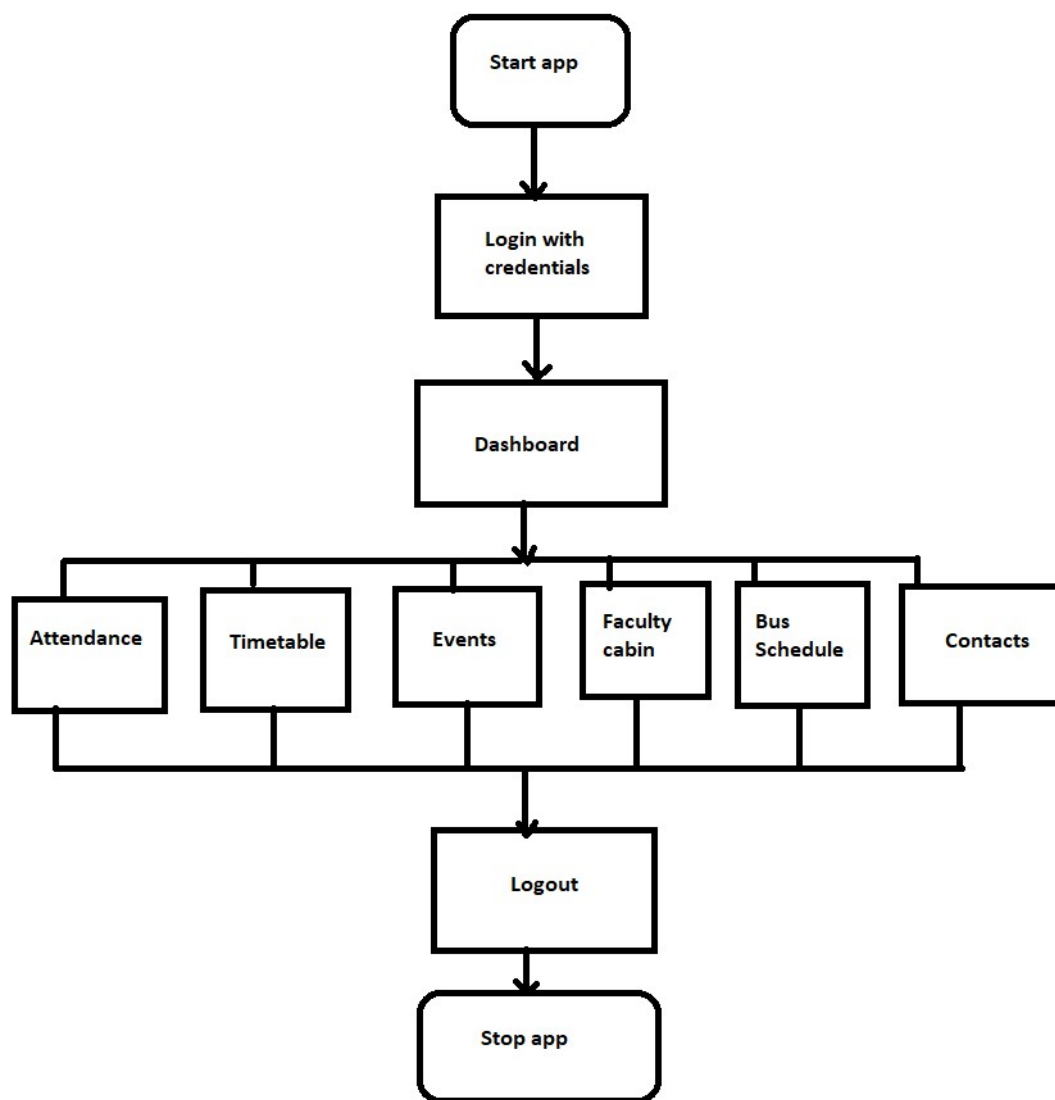 Start app
Login with
credentials
Dashboard
Attendance
Timetable
Events
Faculty
cabin
Bus
Schedule
Contacts
Logout
Stop app